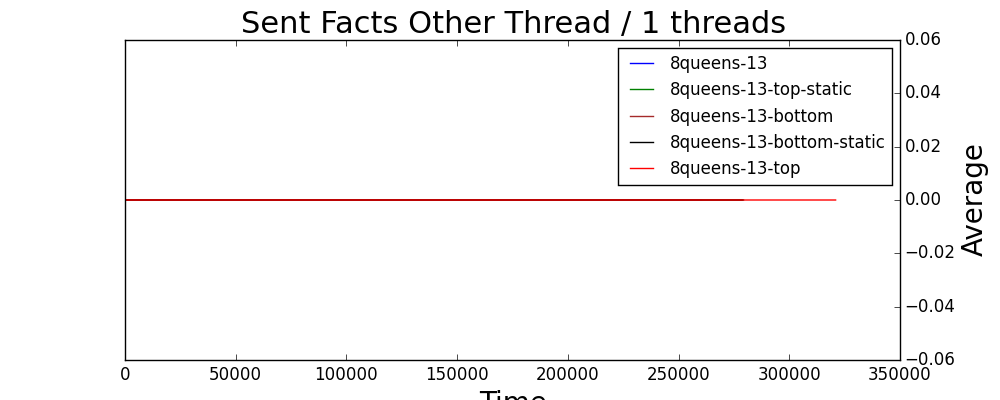 Sent Facts Other Thread / 1 threads
8queens-13
8queens-13-top-static
8queens-13-bottom
8queens-13-bottom-static
8queens-13-top
0.06
0.04
0.02
0.00
−0.02
−0.04
−0.06
Average
0 50000 100000 150000 200000 250000 300000 350000
Time